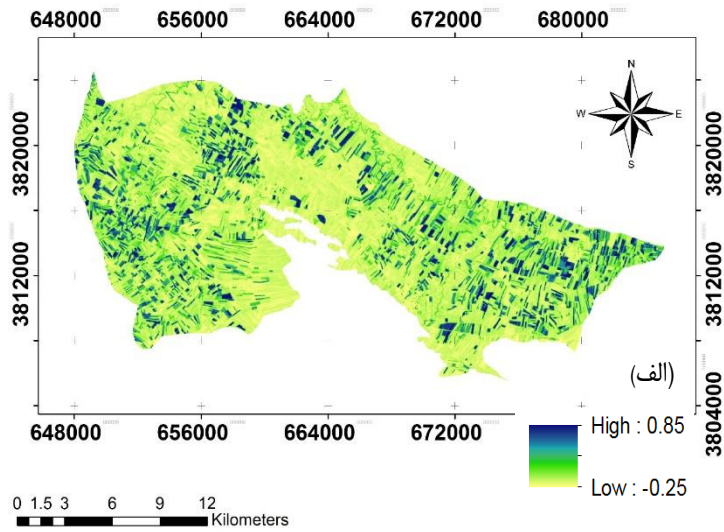 648000 656000 664000 672000 680000
N
W E
S
3820000 3820000
3812000 3812000
(الف)
High : 0.85
Low : -0.25
3804000
648000 656000 664000 672000
0 1.5 3 6 9 12
Kilometers